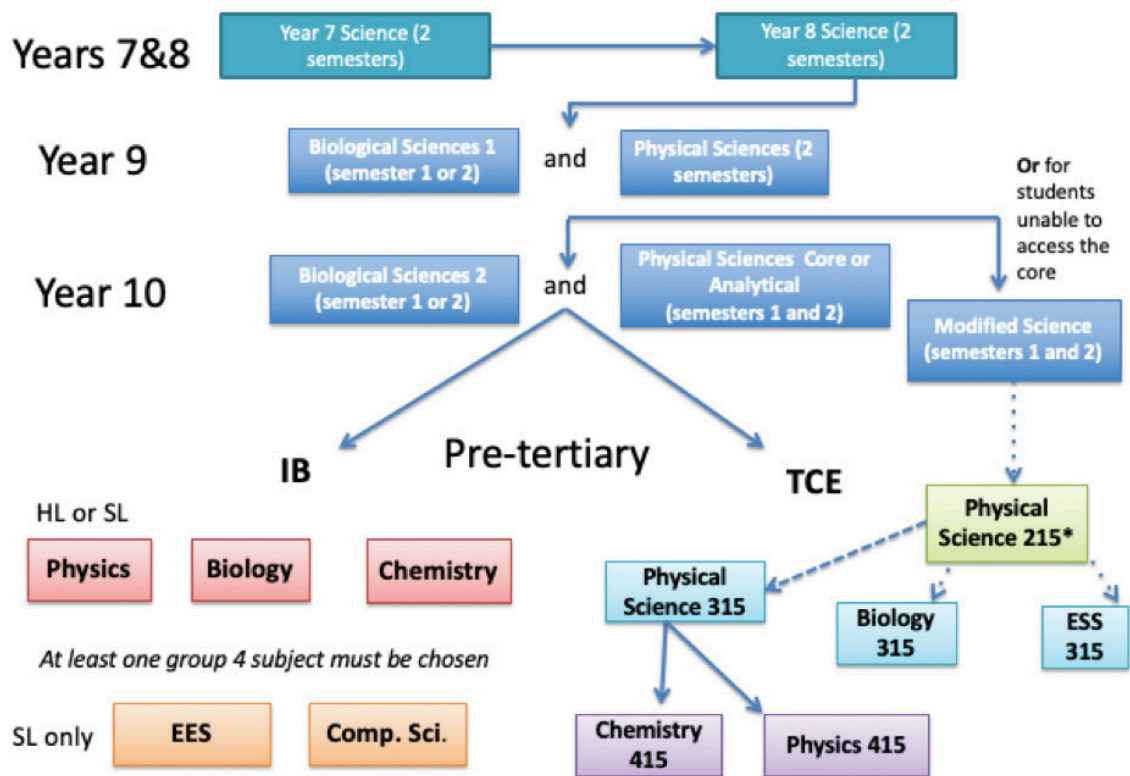 Years 7&8
Year 7 Science (2
semesters)
Year 8 Science (2
semesters)
Year 9
Biological Sciences 1
(semester 1 or 2)
and
Physical Sciences (2
semesters)
Or for
students
unable to
access the
core
Year 10
Biological Sciences 2
(semester 1 or 2)
and
Physical Sciences Core or
Analytical
(semesters 1 and 2)
Modified Science
(semesters 1 and 2)
Pre-tertiary
IB
TCE
HL or SL
Physics
Biology
Chemistry
Physical
Science 215*
Physical
Science 315
Biology
315
ESS
315
At least one group 4 subject must be chosen
SL only
EES
Comp. Sci.
Chemistry
415
Physics 415